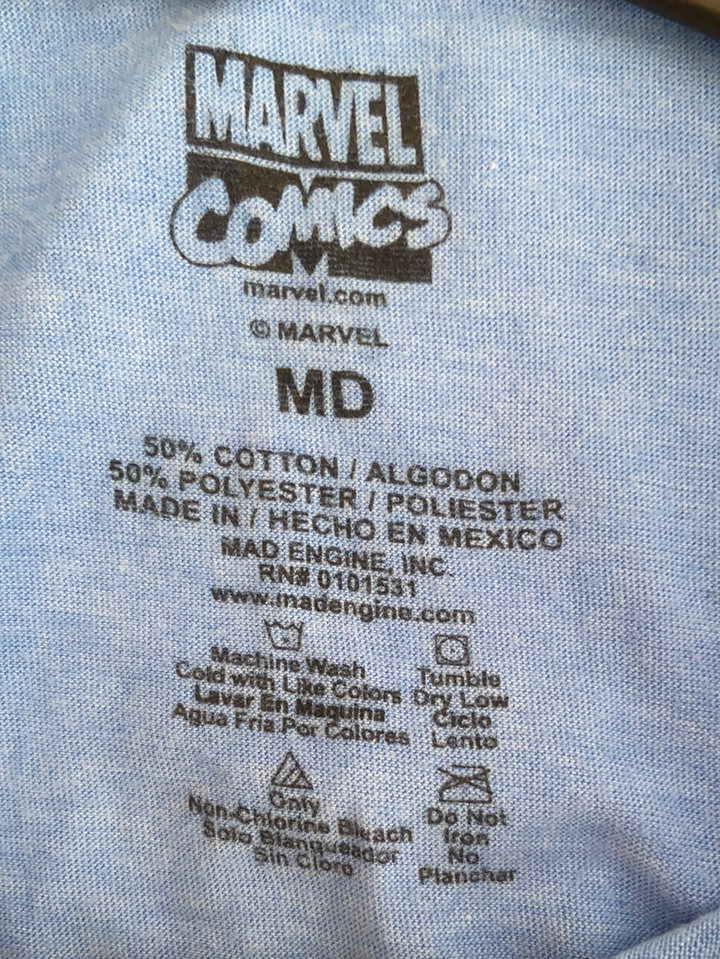 MARVEL
COMICS
marvel.com
© MARVEL
MD
50% COTTON / ALGODON
50% POLYESTER / POLIESTER
MADE IN / HECHO EN MEXICO
MAD ENGINE, INC.
RN# 0101531
www.madengine.com
Machine Wash
Cold with Like Colors
Lavar En Maquina
Agua Fria Por Colores
Tumble
Dry Low
Ciclo
Lento
Only
Non-Chlorine Bleach
Solo Blanqueador
Sin Cloro
Do Not
Iron
No
Planchar